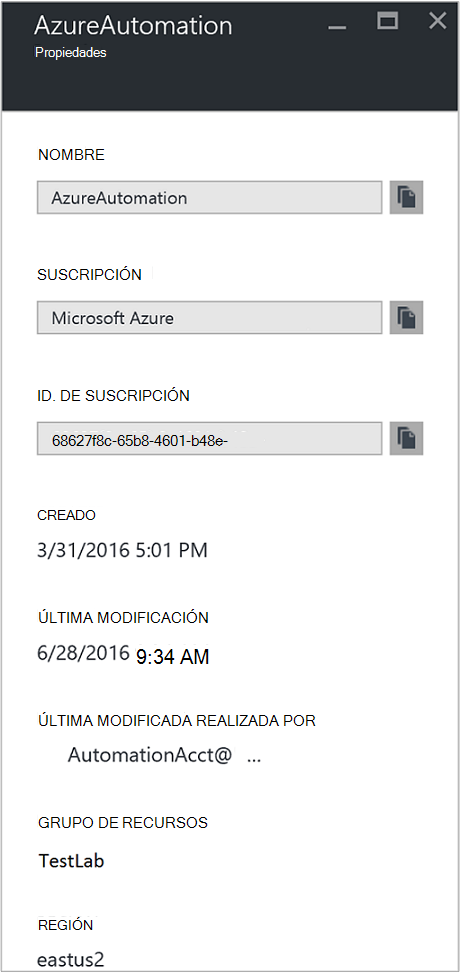 AzureAutomation
Propiedades
NOMBRE
AzureAutomation
SUSCRIPCIÓN
Microsoft Azure
ID. DE SUSCRIPCIÓN
68627f8c-65b8-4601-b48e-
CREADO
3/31/2016 5:01 PM
ÚLTIMA MODIFICACIÓN
6/28/2016 9:34 AM
ÚLTIMA MODIFICADA REALIZADA POR
AutomationAcct@ ...
GRUPO DE RECURSOS
TestLab
REGIÓN
eastus2